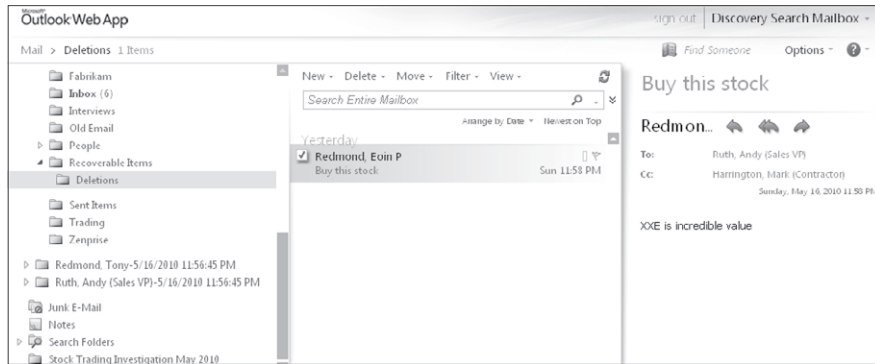 Microsoft®
Outlook Web App
sign out Discovery Search Mailbox
Mail > Deletions 1 Items
Find Someone Options
Fabrikam
Inbox (6)
Interviews
Old Email
People
Recoverable Items
Deletions
Sent Items
Trading
Zenprise
Redmond, Tony-5/16/2010 11:56:45 PM
Ruth, Andy (Sales VP)-5/16/2010 11:56:45 PM
Junk E-Mail
Notes
Search Folders
Stock Trading Investigation May 2010
New Delete Move Filter View
Search Entire Mailbox
Arrange by Date Newest on Top
Yesterday
Redmond, Eoin P
Buy this stock Sun 11:58 PM
Buy this stock
Redmon...
To: Ruth, Andy (Sales VP)
Cc: Harrington, Mark (Contractor)
Sunday, May 16, 2010 11:58 PM
XXE is incredible value